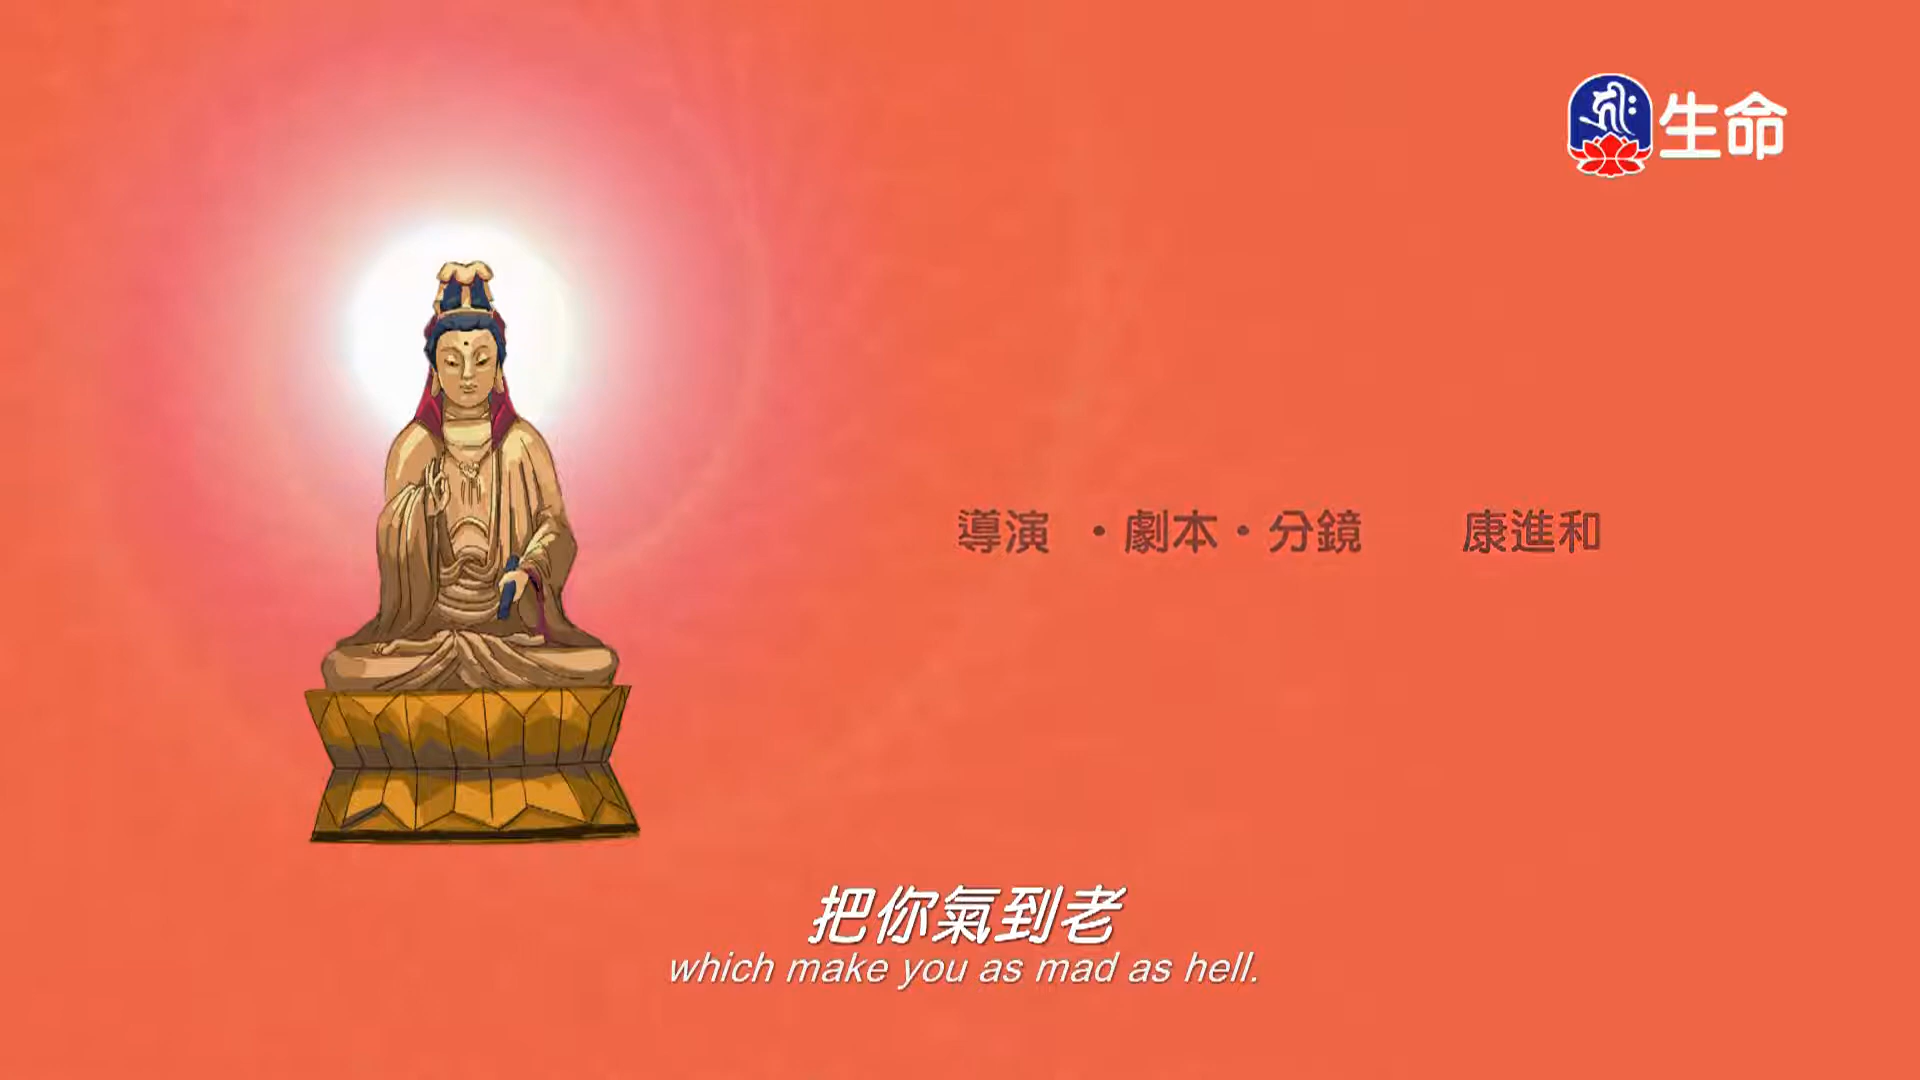 生命
導演 ・劇本・分鏡 康進和
把你氣到老
which make you as mad as hell.